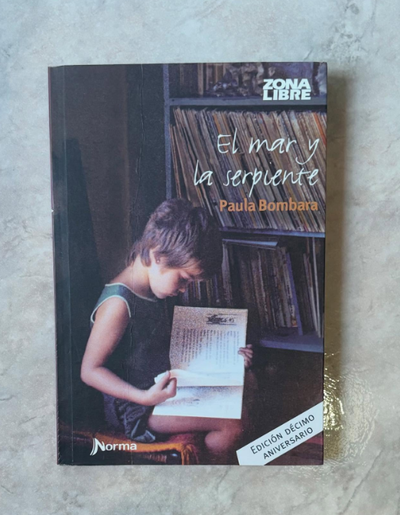 ZONA
LIBRE
El mar y
la serpiente
Paula Bombara
EDICIÓN DÉCIMO
ANIVERSARIO
Norma